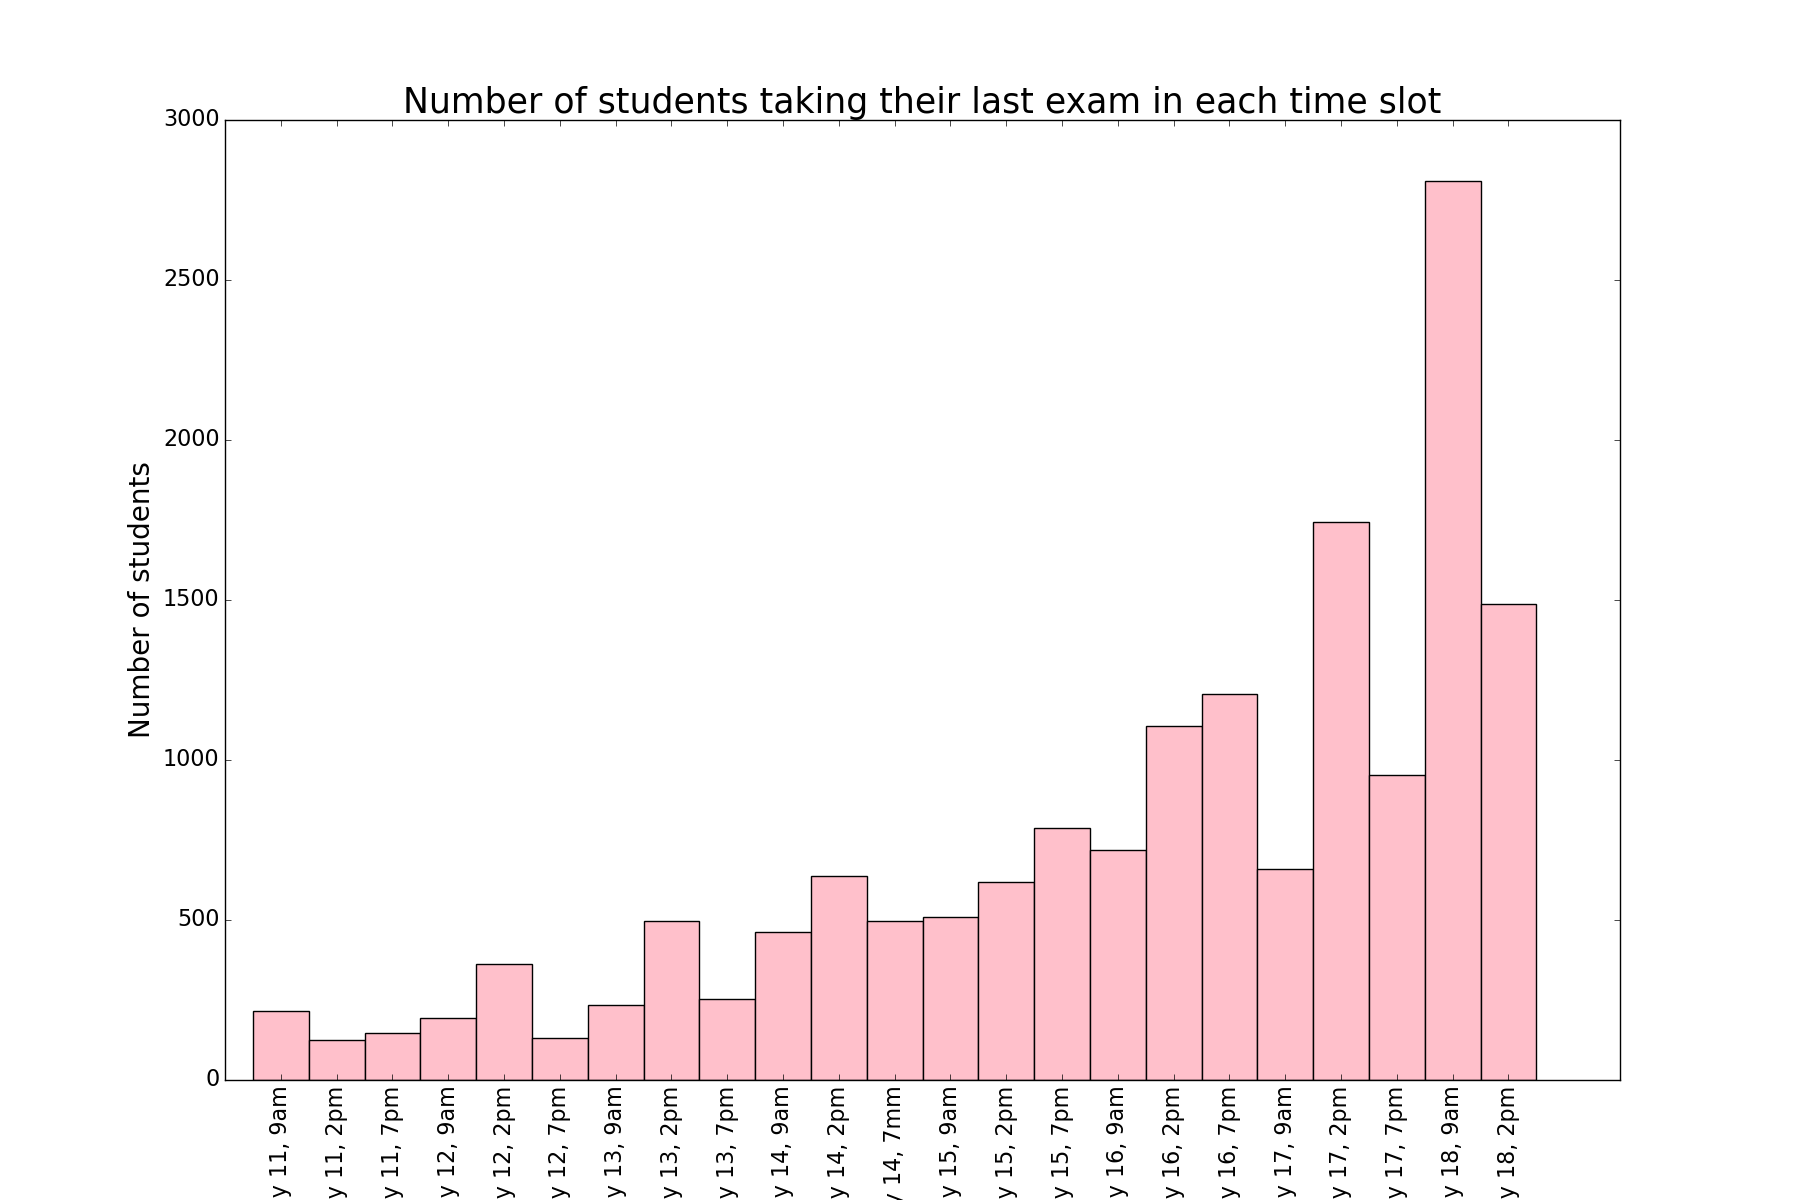 Number of students taking their last exam in each time slot
Number of students
3000
2500
2000
1500
1000
500
0
y 11, 9am
y 11, 2pm
y 11, 7pm
y 12, 9am
y 12, 2pm
y 12, 7pm
y 13, 9am
y 13, 2pm
y 13, 7pm
y 14, 9am
y 14, 2pm
y 14, 7mm
y 15, 9am
y 15, 2pm
y 15, 7pm
y 16, 9am
y 16, 2pm
y 16, 7pm
y 17, 9am
y 17, 2pm
y 17, 7pm
y 18, 9am
y 18, 2pm